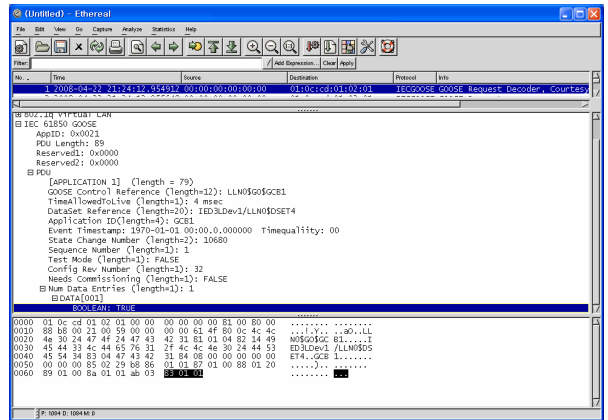 (Untitled) - Ethereal
File Edit View Go Capture Analyze Statistics Help
Filter: Add Expression... Clear Apply
No. . Time Source Destination Protocol Info
1 2008-04-22 21:24:12.954912 00:00:00:00:00:00 01:0c:cd:01:02:01 IECGOOSE GOOSE Request Decoder, Courtesy
802.1q Virtual LAN
IEC 61850 GOOSE
AppID: 0x0021
PDU Length: 89
Reserved1: 0x0000
Reserved2: 0x0000
PDU
[APPLICATION 1] (length = 79)
GOOSE Control Reference (length=12): LLN0$GO$GCB1
TimeAllowedToLive (length=1): 4 msec
DataSet Reference (length=20): IED3LDev1/LLN0$DSET4
Application ID(length=4): GCB1
Event Timestamp: 1970-01-01 00:00.0.000000 Timequaliity: 00
State Change Number (length=2): 10680
Sequence Number (length=1): 1
Test Mode (length=1): FALSE
Config Rev Number (length=1): 32
Needs Commissioning (length=1): FALSE
Num Data Entries (length=1): 1
DATA[001]
BOOLEAN: TRUE
0000 01 0c cd 01 02 01 00 00 00 00 00 00 81 00 80 00 ........ ........
0010 88 b8 00 21 00 59 00 00 00 00 61 4f 80 0c 4c 4c ...!.Y.. ..aO..LL
0020 4e 30 24 47 4f 24 47 43 42 31 81 01 04 82 14 49 N0$GO$GC B1.....I
0030 45 44 33 4c 44 65 76 31 2f 4c 4c 4e 30 24 44 53 ED3LDev1 /LLN0$DS
0040 45 54 34 83 04 47 43 42 31 84 08 00 00 00 00 00 ET4..GCB 1.......
0050 00 00 00 85 02 29 b8 86 01 01 87 01 00 88 01 20 .....).. .......
0060 89 01 00 8a 01 01 ab 03 83 01 01 ........ ...
P: 1084 D: 1084 M: 0